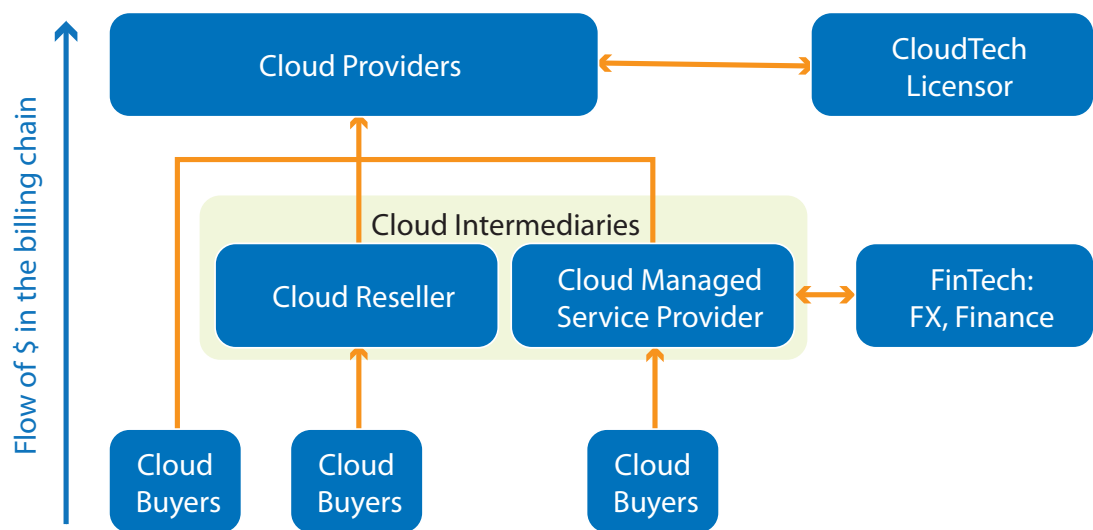 Flow of $ in the billing chain
Cloud Providers
CloudTech
Licensor
Cloud Intermediaries
Cloud Reseller
Cloud Managed
Service Provider
FinTech:
FX, Finance
Cloud
Buyers
Cloud
Buyers
Cloud
Buyers